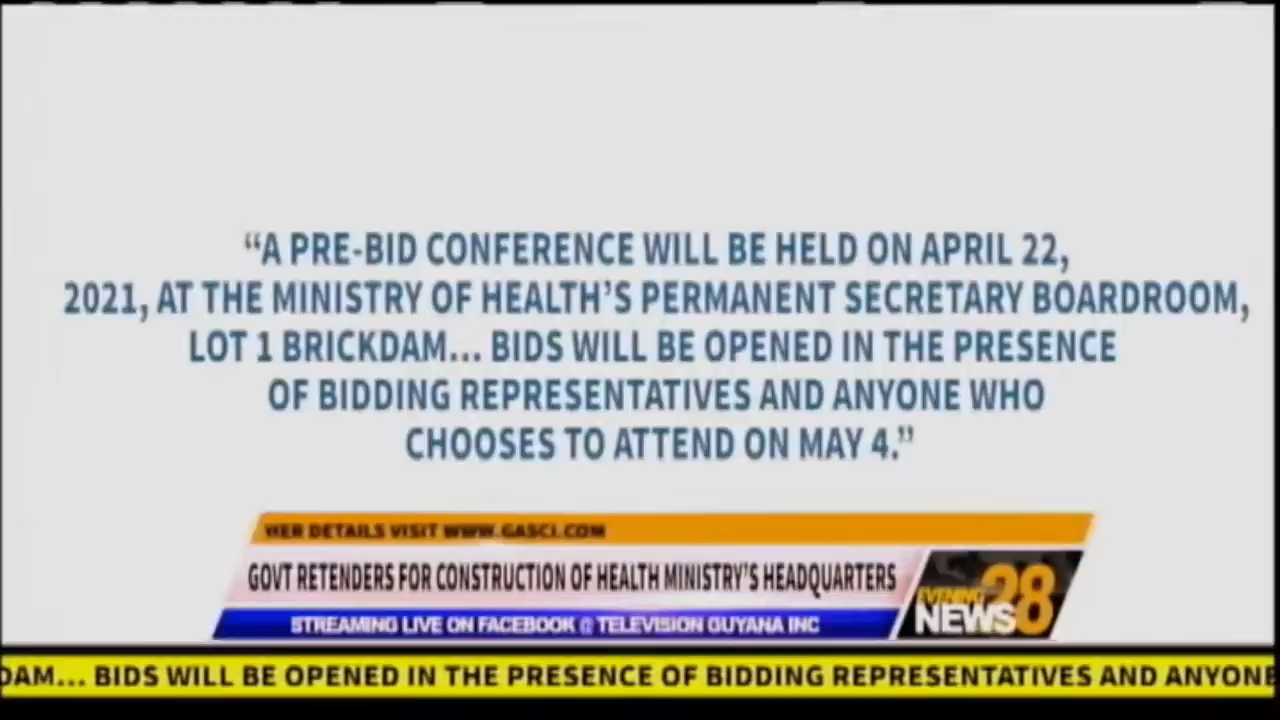 “A PRE-BID CONFERENCE WILL BE HELD ON APRIL 22,
2021, AT THE MINISTRY OF HEALTH’S PERMANENT SECRETARY BOARDROOM,
LOT 1 BRICKDAM... BIDS WILL BE OPENED IN THE PRESENCE
OF BIDDING REPRESENTATIVES AND ANYONE WHO
CHOOSES TO ATTEND ON MAY 4.”
HER DETAILS VISIT WWW.GASCI.COM
GOVT RETENDERS FOR CONSTRUCTION OF HEALTH MINISTRY’S HEADQUARTERS
EVENING
NEWS 28
STREAMING LIVE ON FACEBOOK @ TELEVISION GUYANA INC
DAM... BIDS WILL BE OPENED IN THE PRESENCE OF BIDDING REPRESENTATIVES AND ANYONE